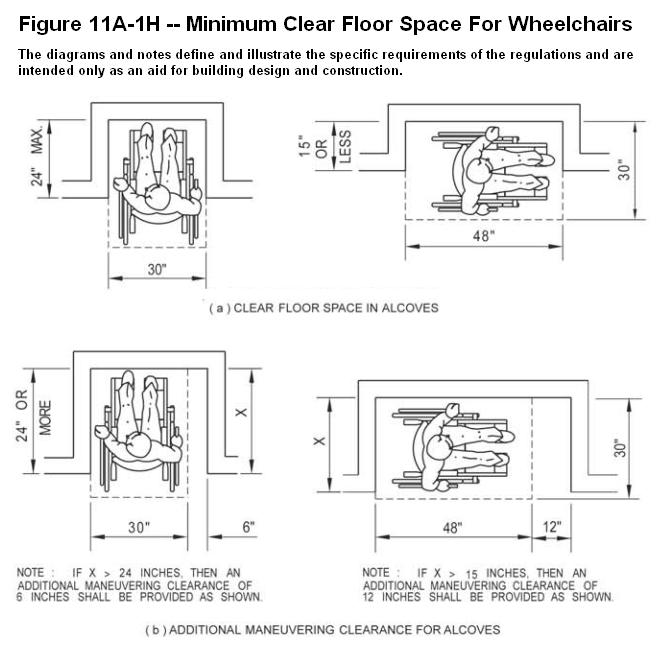 Figure 11A-1H -- Minimum Clear Floor Space For Wheelchairs
The diagrams and notes define and illustrate the specific requirements of the regulations and are
intended only as an aid for building design and construction.
24" MAX.
30"
15"
OR
LESS
30"
48"
( a ) CLEAR FLOOR SPACE IN ALCOVES
24" OR
MORE
X
30"
6"
X
30"
48"
12"
NOTE : IF X > 24 INCHES, THEN AN
ADDITIONAL MANEUVERING CLEARANCE OF
6 INCHES SHALL BE PROVIDED AS SHOWN.
NOTE : IF X > 15 INCHES, THEN AN
ADDITIONAL MANEUVERING CLEARANCE OF
12 INCHES SHALL BE PROVIDED AS SHOWN.
( b ) ADDITIONAL MANEUVERING CLEARANCE FOR ALCOVES